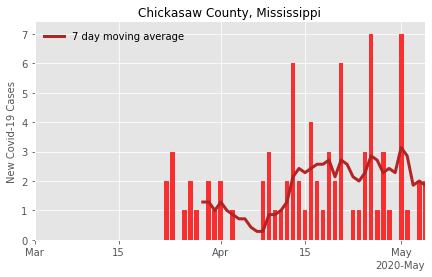 Chickasaw County, Mississippi
7 day moving average
New Covid-19 Cases
7
6
5
4
3
2
1
0
Mar 15 Apr 15 May
2020-May